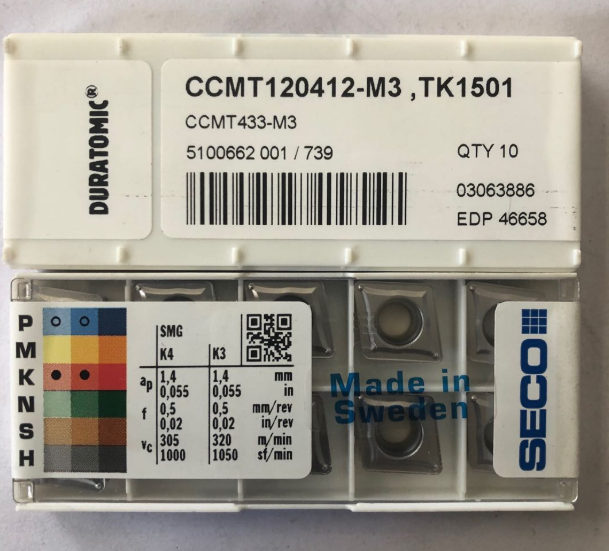 DURATOMIC®
CCMT120412-M3 ,TK1501
CCMT433-M3
5100662 001 / 739
QTY 10
03063886
EDP 46658
P
M
K
N
S
H
SMG
K4 K3
ap 1,4 1,4 mm
0,055 0,055 in
f 0,5 0,5 mm/rev
0,02 0,02 in/rev
vc 305 320 m/min
1000 1050 sf/min
Made in
Sweden
SECO